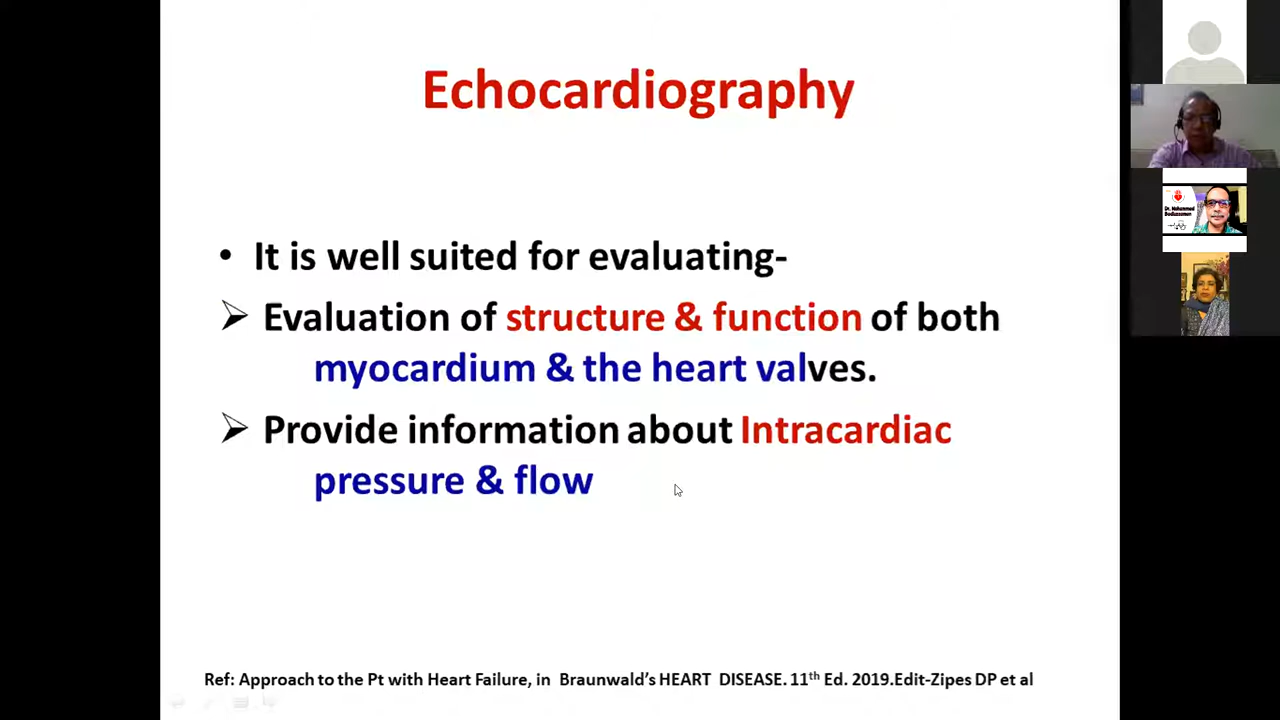 Echocardiography
• It is well suited for evaluating-
➢ Evaluation of structure & function of both
myocardium & the heart valves.
➢ Provide information about Intracardiac
pressure & flow
Ref: Approach to the Pt with Heart Failure, in Braunwald's HEART DISEASE. 11th Ed. 2019.Edit-Zipes DP et al
Dr. Mohammed